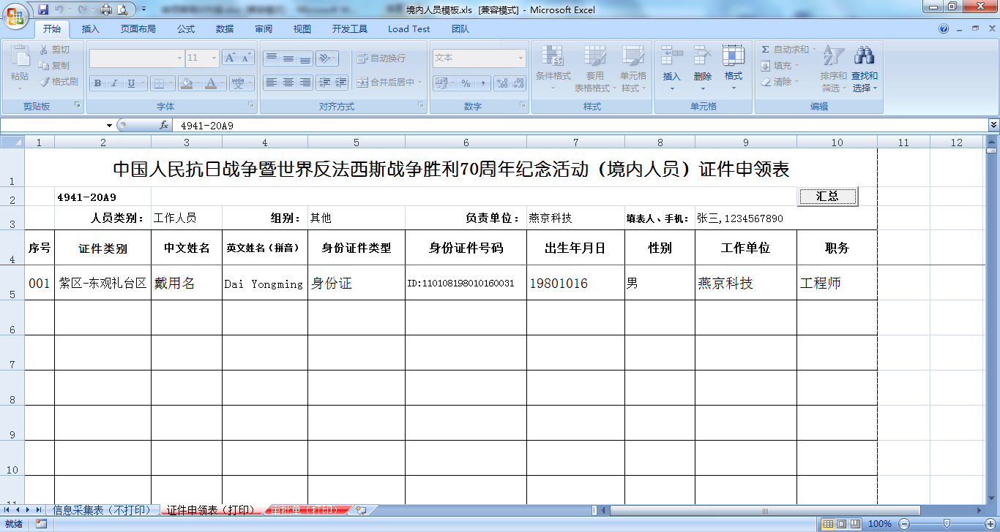 境内人员模板.xls [兼容模式] - Microsoft Excel
开始 插入 页面布局 公式 数据 审阅 视图 开发工具 Load Test 团队
粘贴 剪切 复制 格式刷 剪贴板
11 B I U A 字体
自动换行 合并后居中 对齐方式
文本 % , 数字
条件格式 套用表格格式 单元格样式 样式
插入 删除 格式 单元格
Σ 自动求和 填充 清除 排序和筛选 查找和选择 编辑
fx 4941-20A9
1 2 3 4 5 6 7 8 9 10 11 12
1 中国人民抗日战争暨世界反法西斯战争胜利70周年纪念活动（境内人员）证件申领表
2 4941-20A9 汇总
3 人员类别： 工作人员 组别： 其他 负责单位： 燕京科技 填表人、手机： 张三,1234567890
4 序号 证件类别 中文姓名 英文姓名（拼音） 身份证件类型 身份证件号码 出生年月日 性别 工作单位 职务
5 001 紫区-东观礼台区 戴用名 Dai Yongming 身份证 ID:110108198010160031 19801016 男 燕京科技 工程师
6
7
8
9
10
11
信息采集表（不打印） 证件申领表（打印） 审批单（打印）
就绪 100%